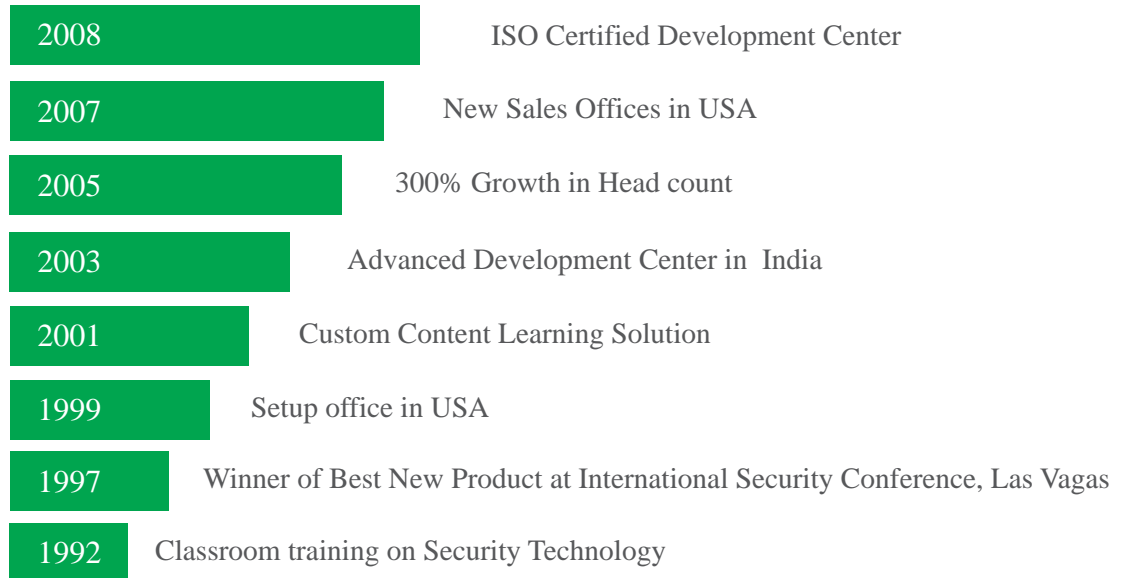 2008 ISO Certified Development Center
2007 New Sales Offices in USA
2005 300% Growth in Head count
2003 Advanced Development Center in India
2001 Custom Content Learning Solution
1999 Setup office in USA
1997 Winner of Best New Product at International Security Conference, Las Vagas
1992 Classroom training on Security Technology